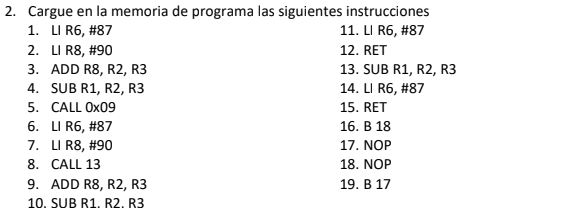 2. Cargue en la memoria de programa las siguientes instrucciones
1. LI R6, #87
2. LI R8, #90
3. ADD R8, R2, R3
4. SUB R1, R2, R3
5. CALL 0x09
6. LI R6, #87
7. LI R8, #90
8. CALL 13
9. ADD R8, R2, R3
10. SUB R1, R2, R3
11. LI R6, #87
12. RET
13. SUB R1, R2, R3
14. LI R6, #87
15. RET
16. B 18
17. NOP
18. NOP
19. B 17